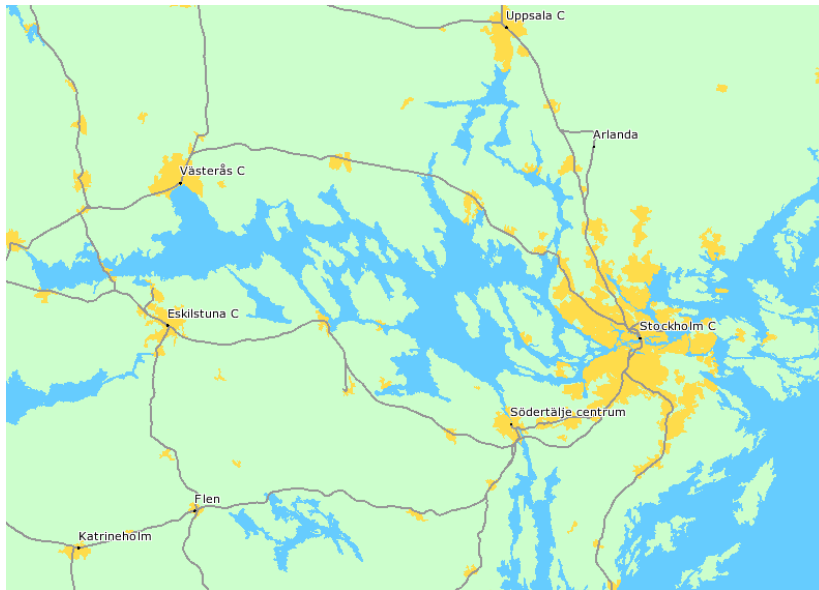 Uppsala C
Arlanda
Västerås C
Eskilstuna C
Stockholm C
Södertälje centrum
Flen
Katrineholm